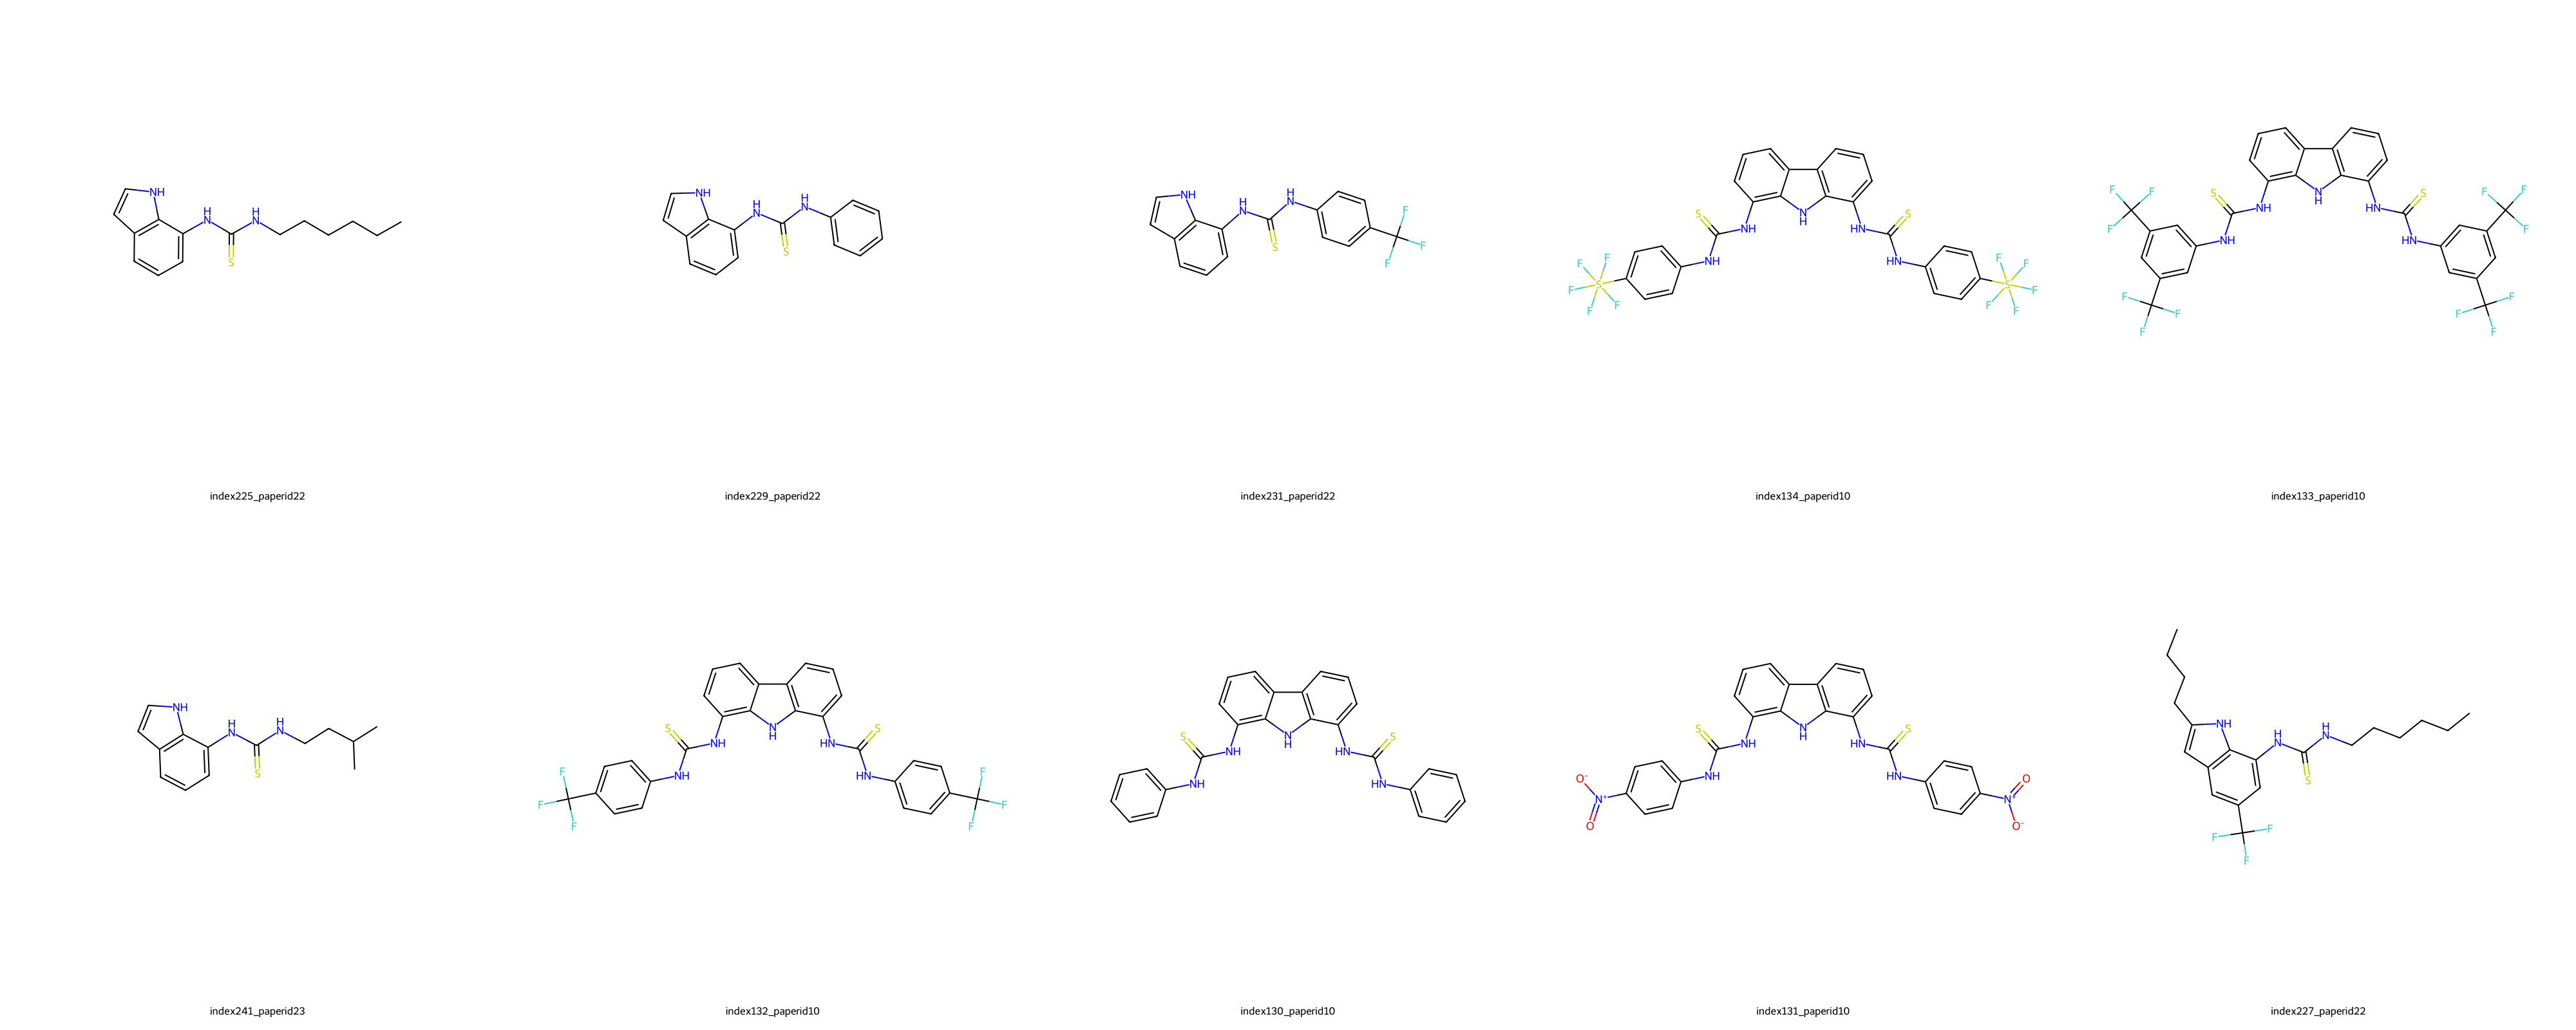 index225_paperid22
index229_paperid22
index231_paperid22
index134_paperid10
index133_paperid10
index241_paperid23
index132_paperid10
index130_paperid10
index131_paperid10
index227_paperid22